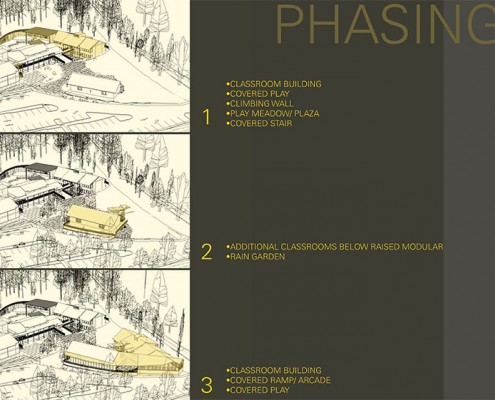 PHASING
1
•CLASSROOM BUILDING
•COVERED PLAY
•CLIMBING WALL
•PLAY MEADOW/ PLAZA
•COVERED STAIR
2
•ADDITIONAL CLASSROOMS BELOW RAISED MODULAR
•RAIN GARDEN
3
•CLASSROOM BUILDING
•COVERED RAMP/ ARCADE
•COVERED PLAY